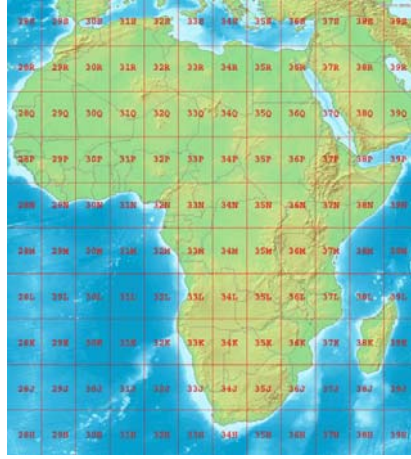 28S 29S 30S 31S 32S 33S 34S 35S 36S 37S 38S 39S
28R 29R 30R 31R 32R 33R 34R 35R 36R 37R 38R 39R
28Q 29Q 30Q 31Q 32Q 33Q 34Q 35Q 36Q 37Q 38Q 39Q
28P 29P 30P 31P 32P 33P 34P 35P 36P 37P 38P 39P
28N 29N 30N 31N 32N 33N 34N 35N 36N 37N 38N 39N
28M 29M 30M 31M 32M 33M 34M 35M 36M 37M 38M 39M
28L 29L 30L 31L 32L 33L 34L 35L 36L 37L 38L 39L
28K 29K 30K 31K 32K 33K 34K 35K 36K 37K 38K 39K
28J 29J 30J 31J 32J 33J 34J 35J 36J 37J 38J 39J
28H 29H 30H 31H 32H 33H 34H 35H 36H 37H 38H 39H